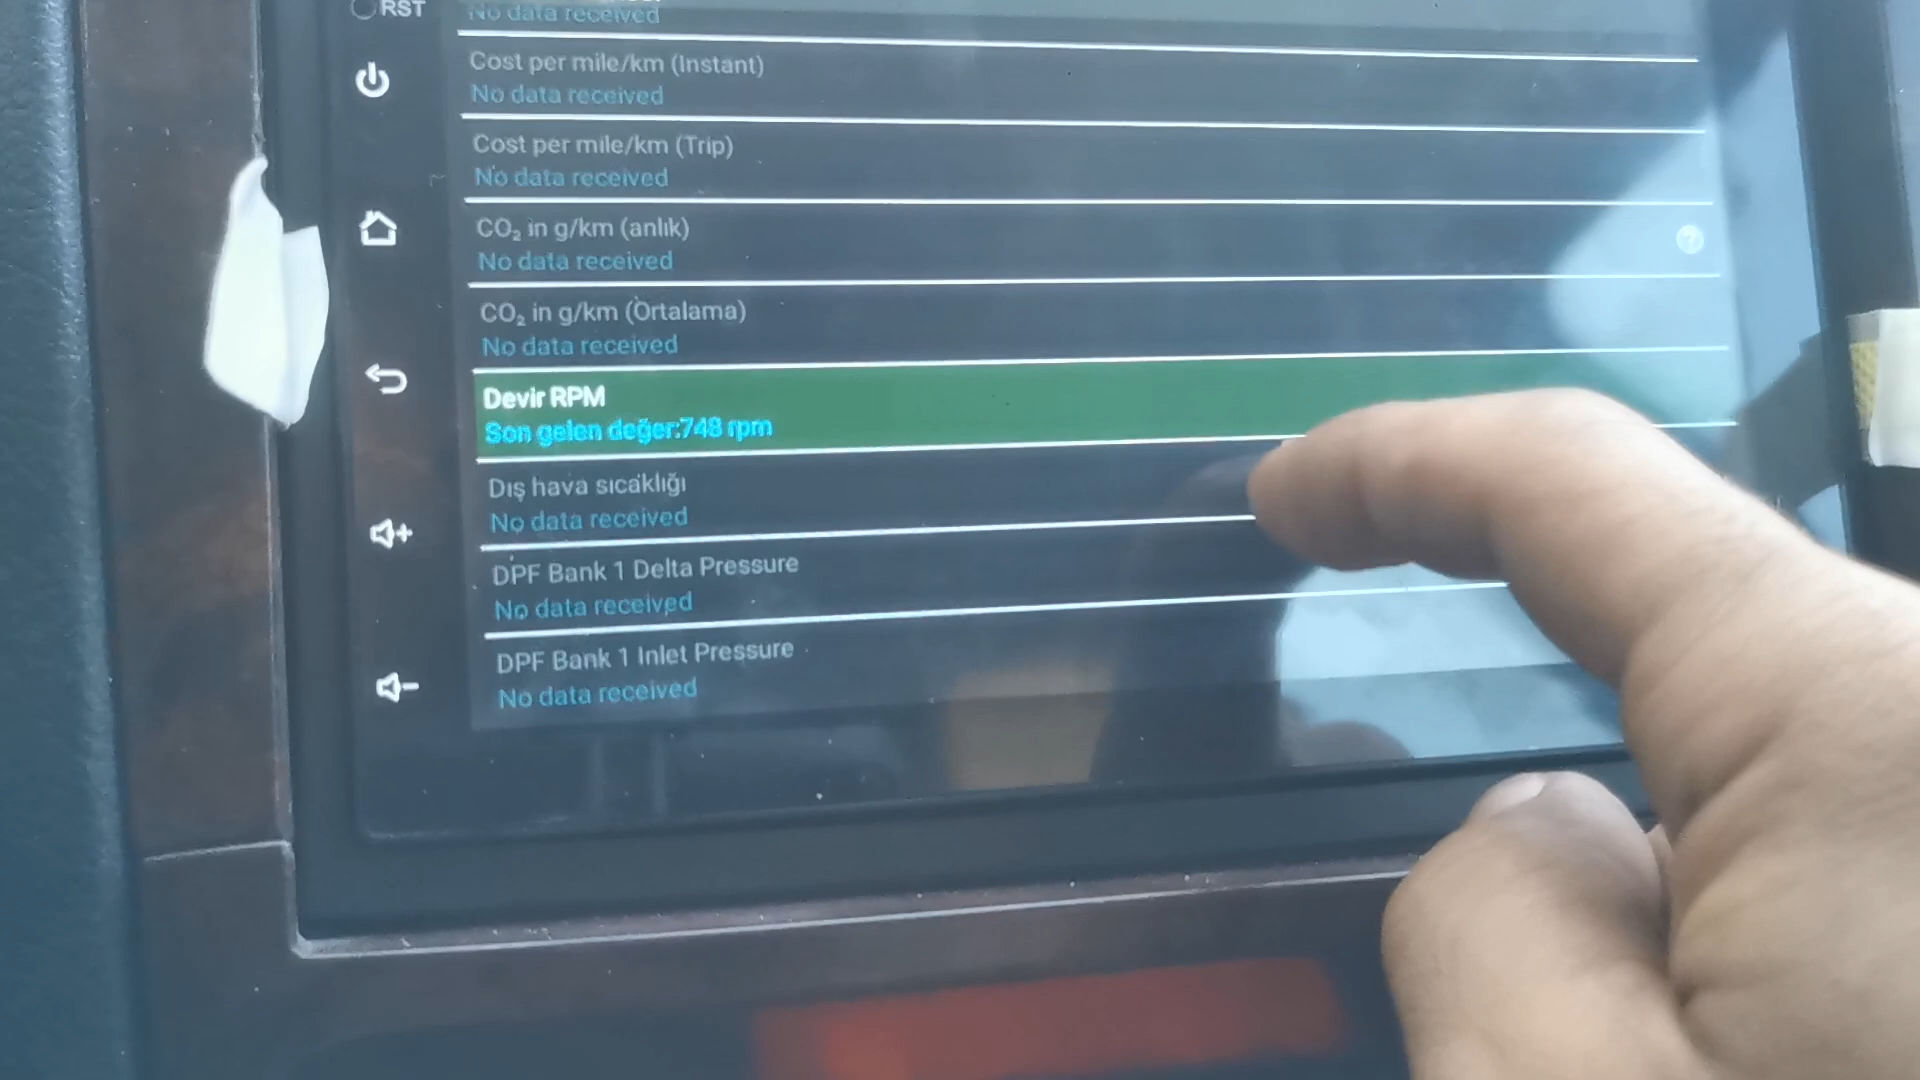 RST
No data received
Cost per mile/km (Instant)
No data received
Cost per mile/km (Trip)
No data received
CO₂ in g/km (anlık)
No data received
CO₂ in g/km (Ortalama)
No data received
Devir RPM
Son gelen değer:748 rpm
Dış hava sıcaklığı
No data received
DPF Bank 1 Delta Pressure
No data received
DPF Bank 1 Inlet Pressure
No data received